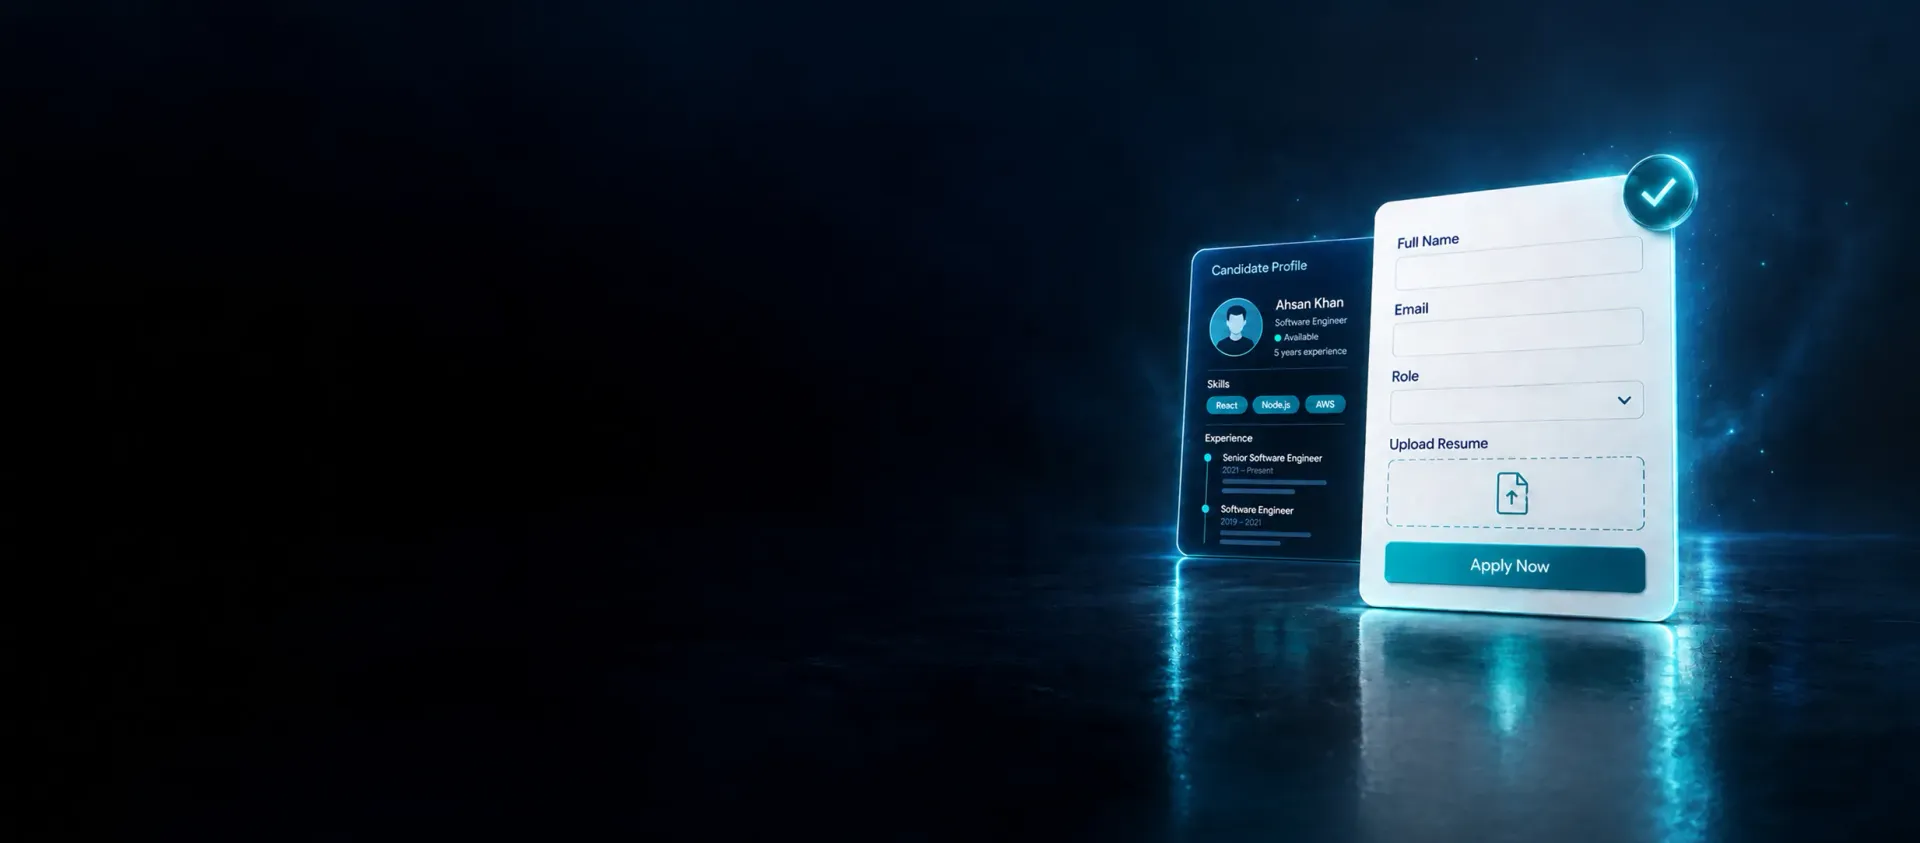 Candidate Profile
Ahsan Khan
Software Engineer
Available
5 years experience
Skills
React Node.js AWS
Experience
Senior Software Engineer
2021 – Present
Software Engineer
2019 – 2021
Full Name
Email
Role
Upload Resume
Apply Now